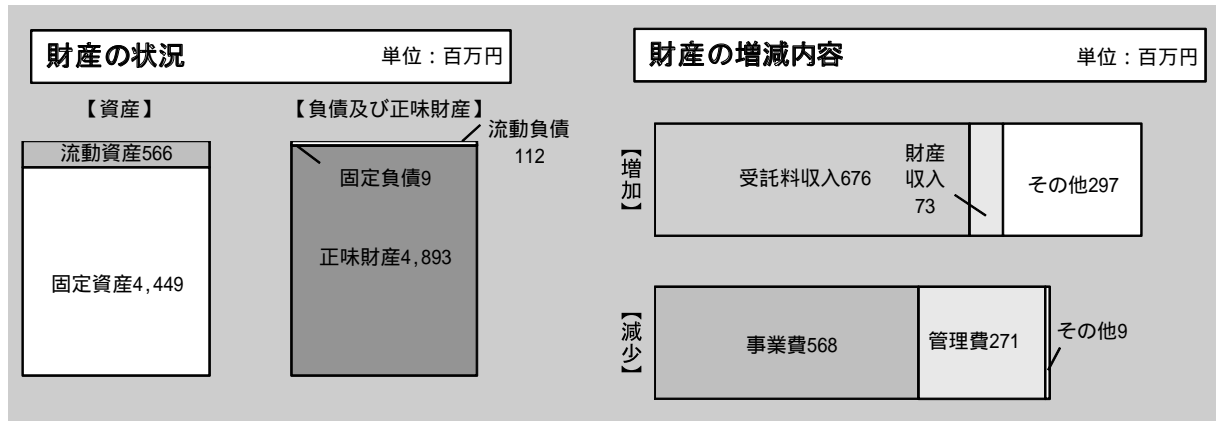 財産の状況 単位：百万円
【資産】
流動資産566
固定資産4,449
【負債及び正味財産】
流動負債
112
固定負債9
正味財産4,893
財産の増減内容 単位：百万円
【増加】
受託料収入676
財産
収入
73
その他297
【減少】
事業費568
管理費271
その他9